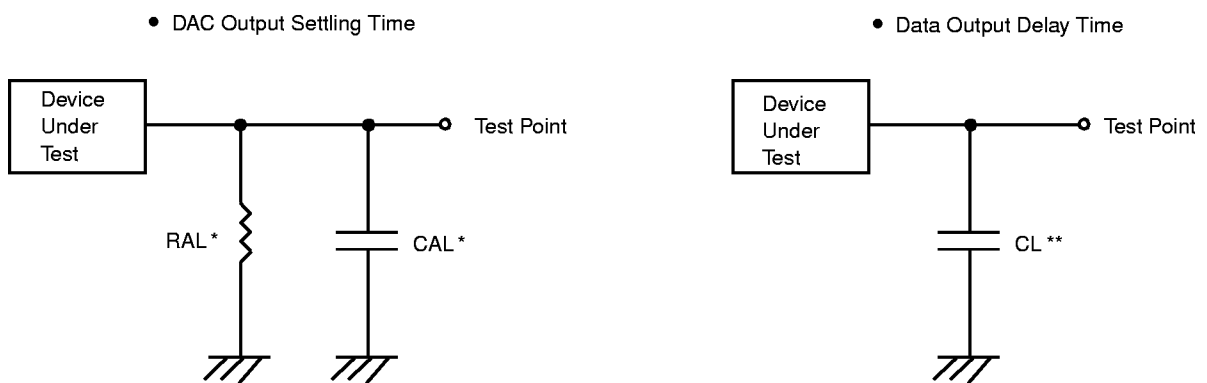 ● DAC Output Settling Time
Device
Under
Test
Test Point
RAL *
CAL *
● Data Output Delay Time
Device
Under
Test
Test Point
CL **